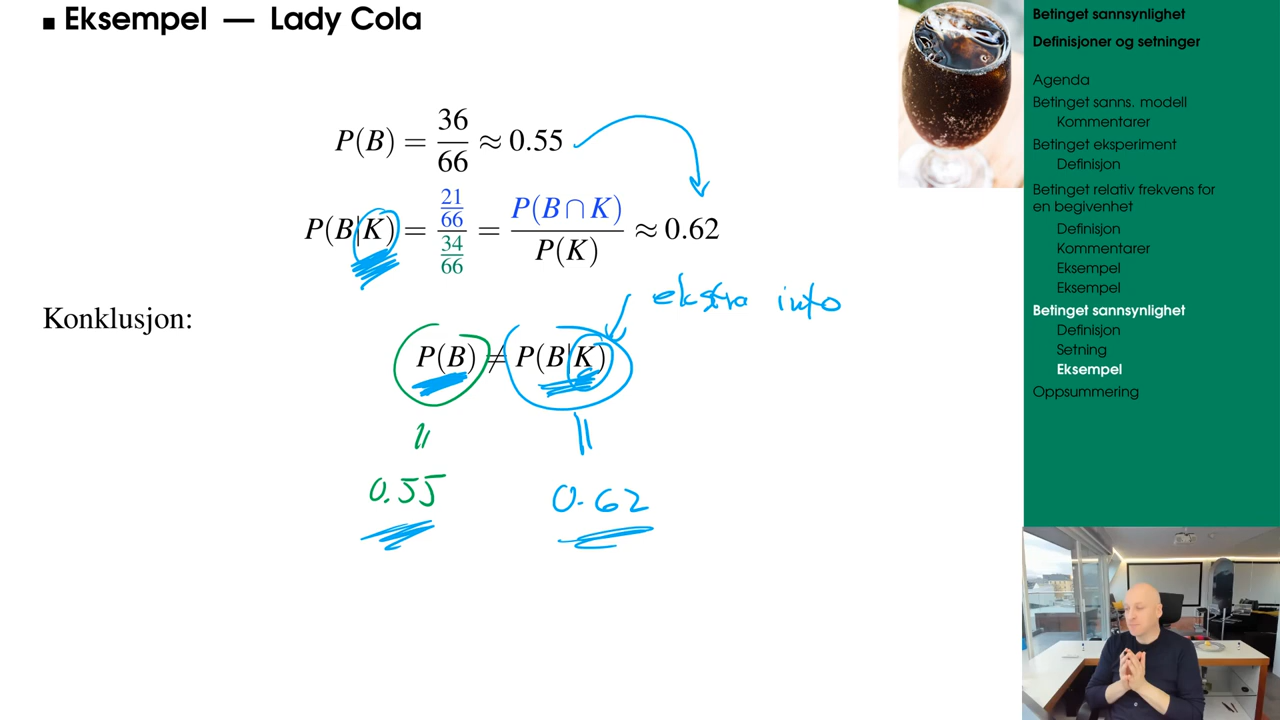 ■ Eksempel — Lady Cola
P(B) = 36/66 ≈ 0.55
P(B|K) = (21/66)/(34/66) = P(B∩K)/P(K) ≈ 0.62
ekstra info
Konklusjon:
P(B) ≠ P(B|K)
= =
0.55 0.62
Betinget sannsynlighet
Definisjoner og setninger
Agenda
Betinget sanns. modell
Kommentarer
Betinget eksperiment
Definisjon
Betinget relativ frekvens for
en begivenhet
Definisjon
Kommentarer
Eksempel
Eksempel
Betinget sannsynlighet
Definisjon
Setning
Eksempel
Oppsummering